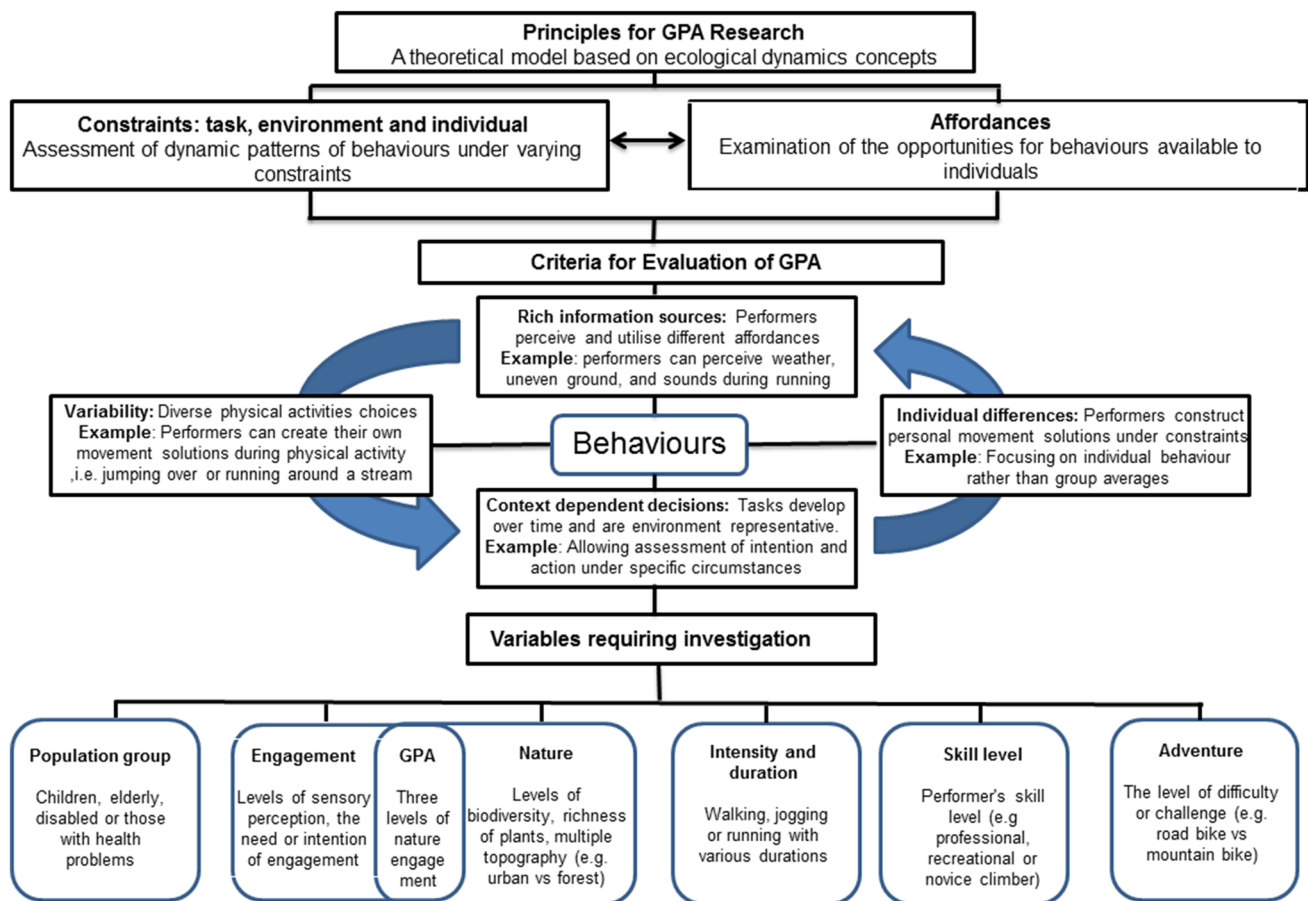 Principles for GPA Research
A theoretical model based on ecological dynamics concepts
Constraints: task, environment and individual
Assessment of dynamic patterns of behaviours under varying
constraints
Affordances
Examination of the opportunities for behaviours available to
individuals
Criteria for Evaluation of GPA
Rich information sources: Performers
perceive and utilise different affordances
Example: performers can perceive weather,
uneven ground, and sounds during running
Variability: Diverse physical activities choices
Example: Performers can create their own
movement solutions during physical activity
,i.e. jumping over or running around a stream
Behaviours
Individual differences: Performers construct
personal movement solutions under constraints
Example: Focusing on individual behaviour
rather than group averages
Context dependent decisions: Tasks develop
over time and are environment representative.
Example: Allowing assessment of intention and
action under specific circumstances
Variables requiring investigation
Population group
Children, elderly,
disabled or those
with health
problems
Engagement
Levels of sensory
perception, the
need or intention
of engagement
GPA
Three
levels of
nature
engage
ment
Nature
Levels of
biodiversity, richness
of plants, multiple
topography (e.g.
urban vs forest)
Intensity and
duration
Walking, jogging
or running with
various durations
Skill level
Performer's skill
level (e.g
professional,
recreational or
novice climber)
Adventure
The level of difficulty
or challenge (e.g.
road bike vs
mountain bike)